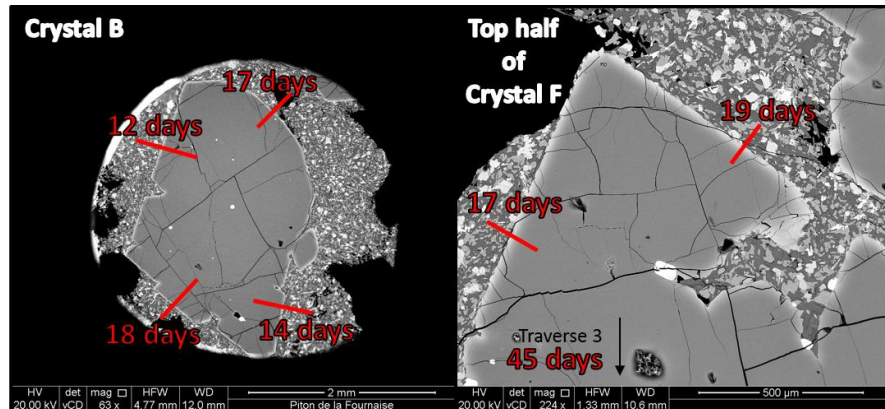 Crystal B
17 days
12 days
18 days
14 days
HV det mag □ HFW WD 2 mm
20.00 kV vCD 63 x 4.77 mm 12.0 mm Piton de la Fournaise
Top half
of
Crystal F
19 days
17 days
Traverse 3
45 days
HV det mag □ HFW WD 500 µm
20.00 kV vCD 224 x 1.33 mm 10.6 mm